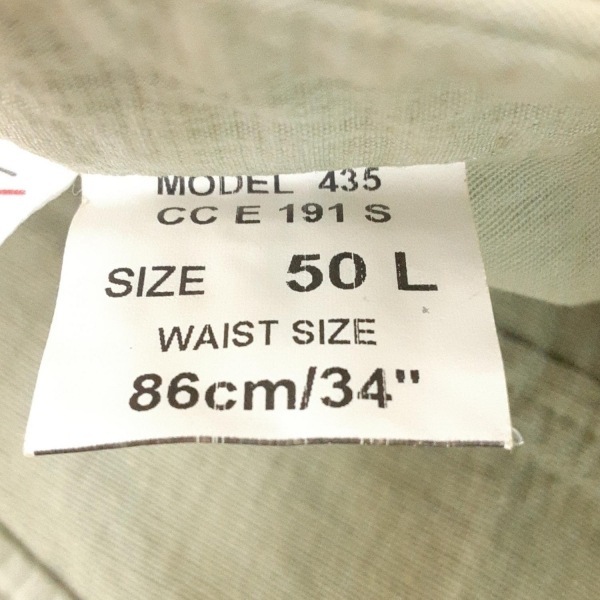 MODEL 435
CC E 191 S
SIZE 50 L
WAIST SIZE
86cm/34"